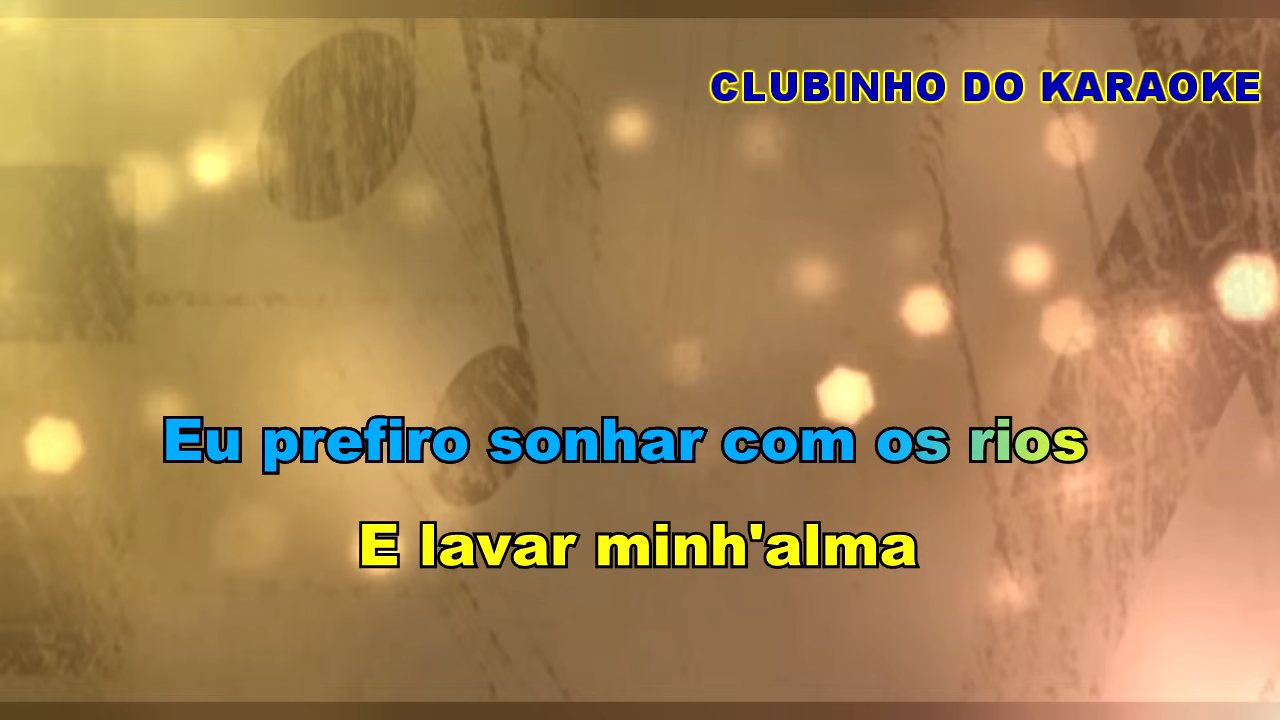 CLUBINHO DO KARAOKE
Eu prefiro sonhar com os rios
E lavar minh'alma